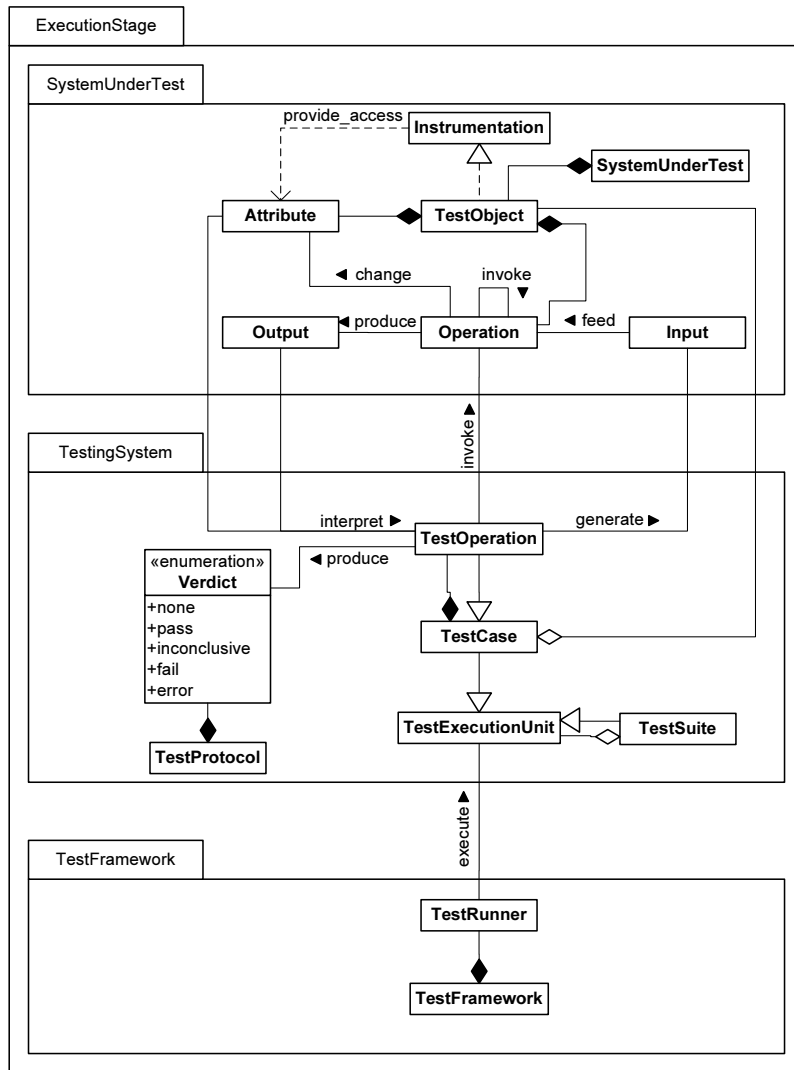 ExecutionStage
SystemUnderTest
provide_access
Instrumentation
SystemUnderTest
Attribute
TestObject
◄ change
invoke
▼
Output
◄ produce
Operation
◄ feed
Input
invoke ►
TestingSystem
interpret ►
TestOperation
generate ►
«enumeration»
Verdict
◄ produce
+none
+pass
+inconclusive
+fail
+error
TestCase
TestExecutionUnit
TestSuite
TestProtocol
execute ►
TestFramework
TestRunner
TestFramework